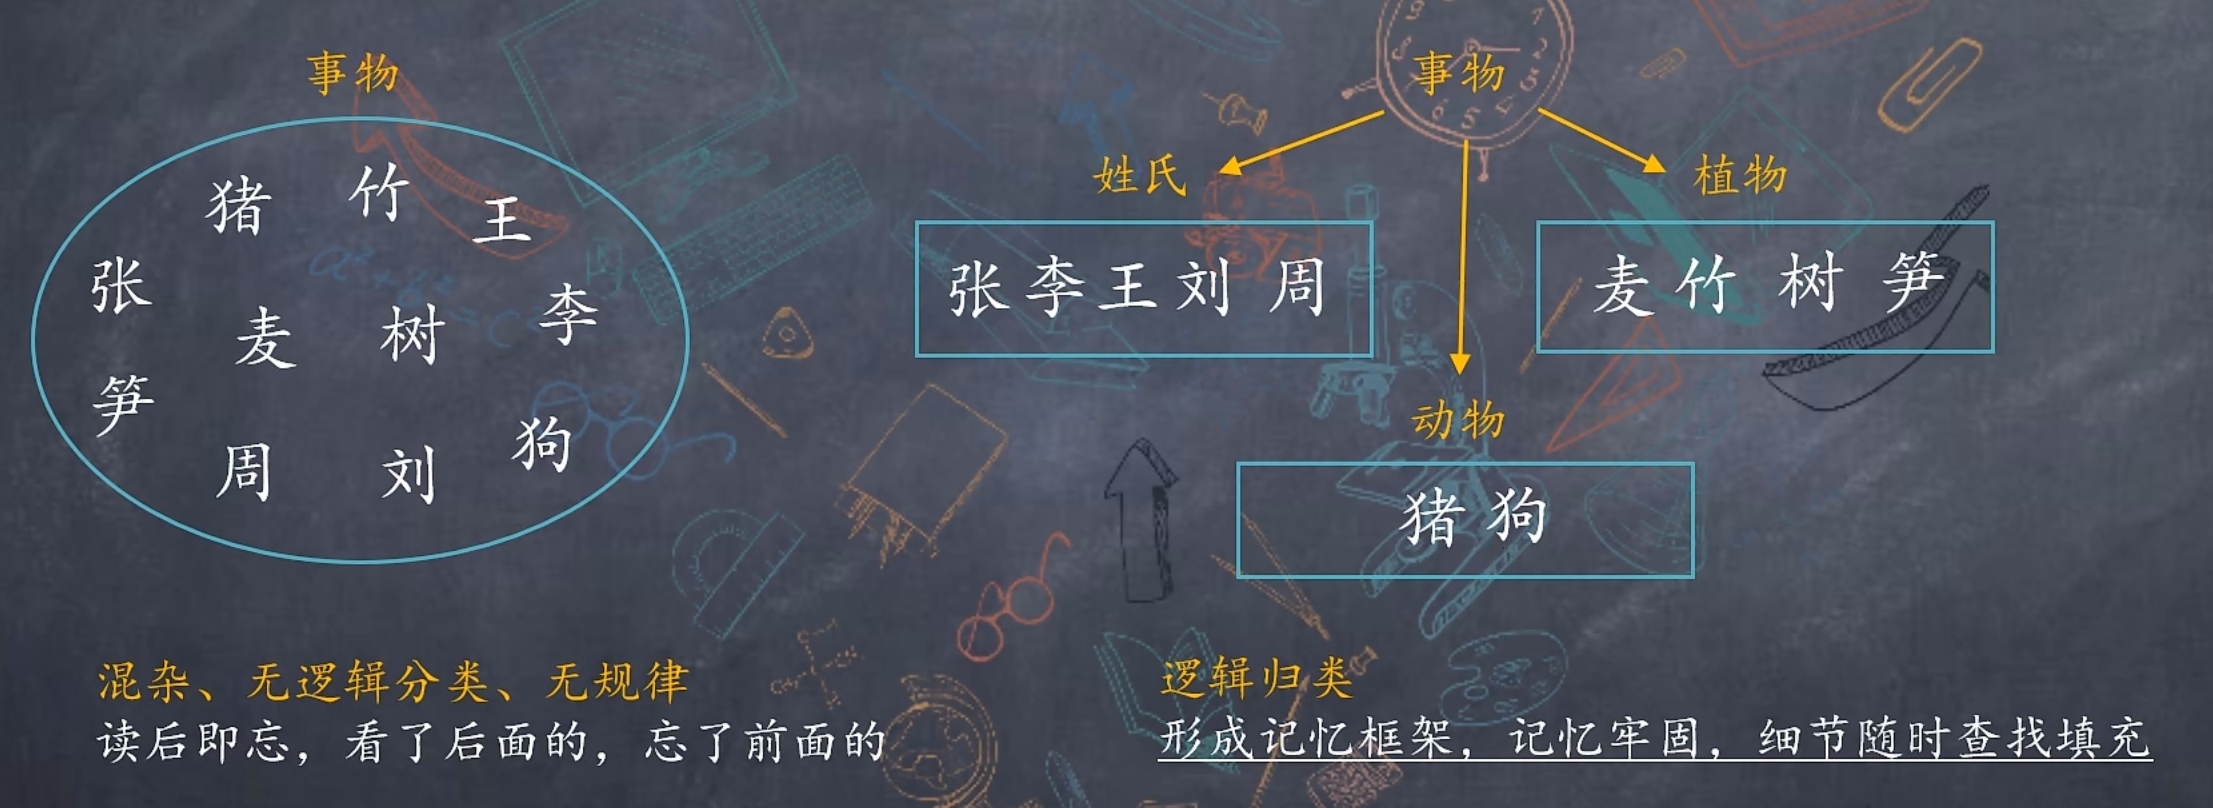 事物
猪 竹 王
张
麦 树 李
笋
周 刘 狗
混杂、无逻辑分类、无规律
读后即忘，看了后面的，忘了前面的
事物
姓氏
张李王刘 周
植物
麦竹 树 笋
动物
猪狗
逻辑归类
形成记忆框架，记忆牢固，细节随时查找填充